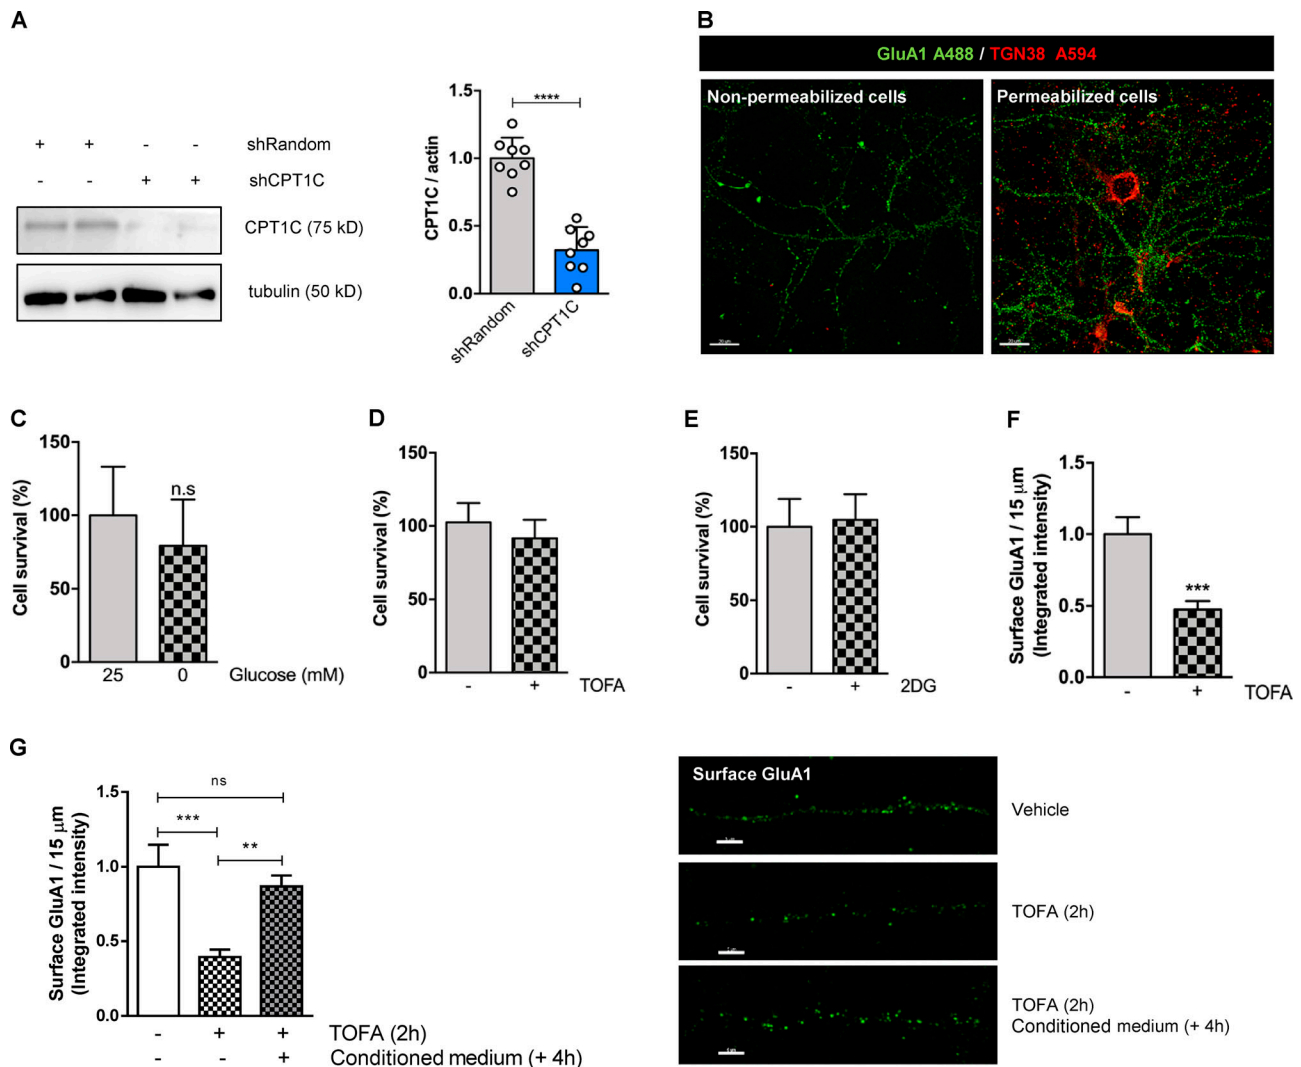 A
+ + - - shRandom
- - + + shCPT1C
CPT1C (75 kD)
tubulin (50 kD)
CPT1C / actin
1.5
1.0
0.5
0.0
****
shRandom
shCPT1C
B
GluA1 A488 / TGN38 A594
Non-permeabilized cells
Permeabilized cells
20 µm
20 µm
C
Cell survival (%)
150
100
50
0
n.s
25 0 Glucose (mM)
D
Cell survival (%)
150
100
50
0
- + TOFA
E
Cell survival (%)
150
100
50
0
- + 2DG
F
Surface GluA1 / 15 µm
(Integrated intensity)
1.5
1.0
0.5
0.0
***
- + TOFA
G
Surface GluA1 / 15 µm
(Integrated intensity)
1.5
1.0
0.5
0.0
ns
***
**
- + + TOFA (2h)
- - + Conditioned medium (+ 4h)
Surface GluA1
Vehicle
TOFA (2h)
TOFA (2h)
Conditioned medium (+ 4h)